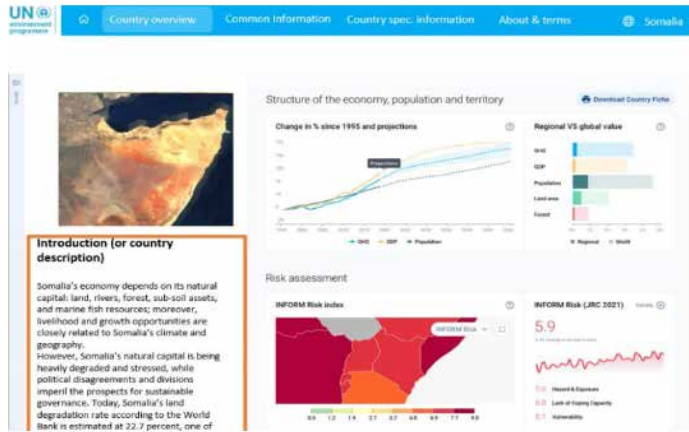 UN
environment
programme
Country overview
Common Information
Country spec. information
About & terms
Somalia
Structure of the economy, population and territory
Download Country Fiche
Change in % since 1995 and projections
Projections
GHG
GDP
Population
Regional VS global value
GHG
GDP
Population
Land area
Forest
Regional
World
Introduction (or country
description)
Somalia's economy depends on its natural
capital: land, rivers, forest, sub-soil assets,
and marine fish resources; moreover,
livelihood and growth opportunities are
closely related to Somalia's climate and
geography.
However, Somalia's natural capital is being
heavily degraded and stressed, while
political disagreements and divisions
imperil the prospects for sustainable
governance. Today, Somalia's land
degradation rate according to the World
Bank is estimated at 22.7 percent, one of
Risk assessment
INFORM Risk index
INFORM Risk
INFORM Risk (JRC 2021)
5.9
Hazard & Exposure
Lack of Coping Capacity
Vulnerability